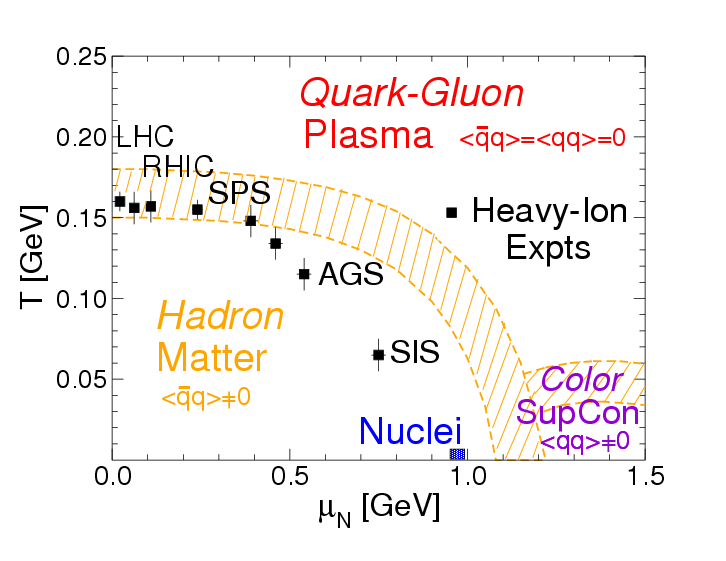 0.25
Quark-Gluon
Plasma <q̄q>=<qq>=0
0.20
LHC
RHIC
SPS
0.15
Heavy-Ion
Expts
T [GeV]
AGS
0.10
Hadron
Matter
<q̄q>≠0
SIS
0.05
Color
SupCon
<qq>≠0
Nuclei
0.0 0.5 1.0 1.5
μN [GeV]